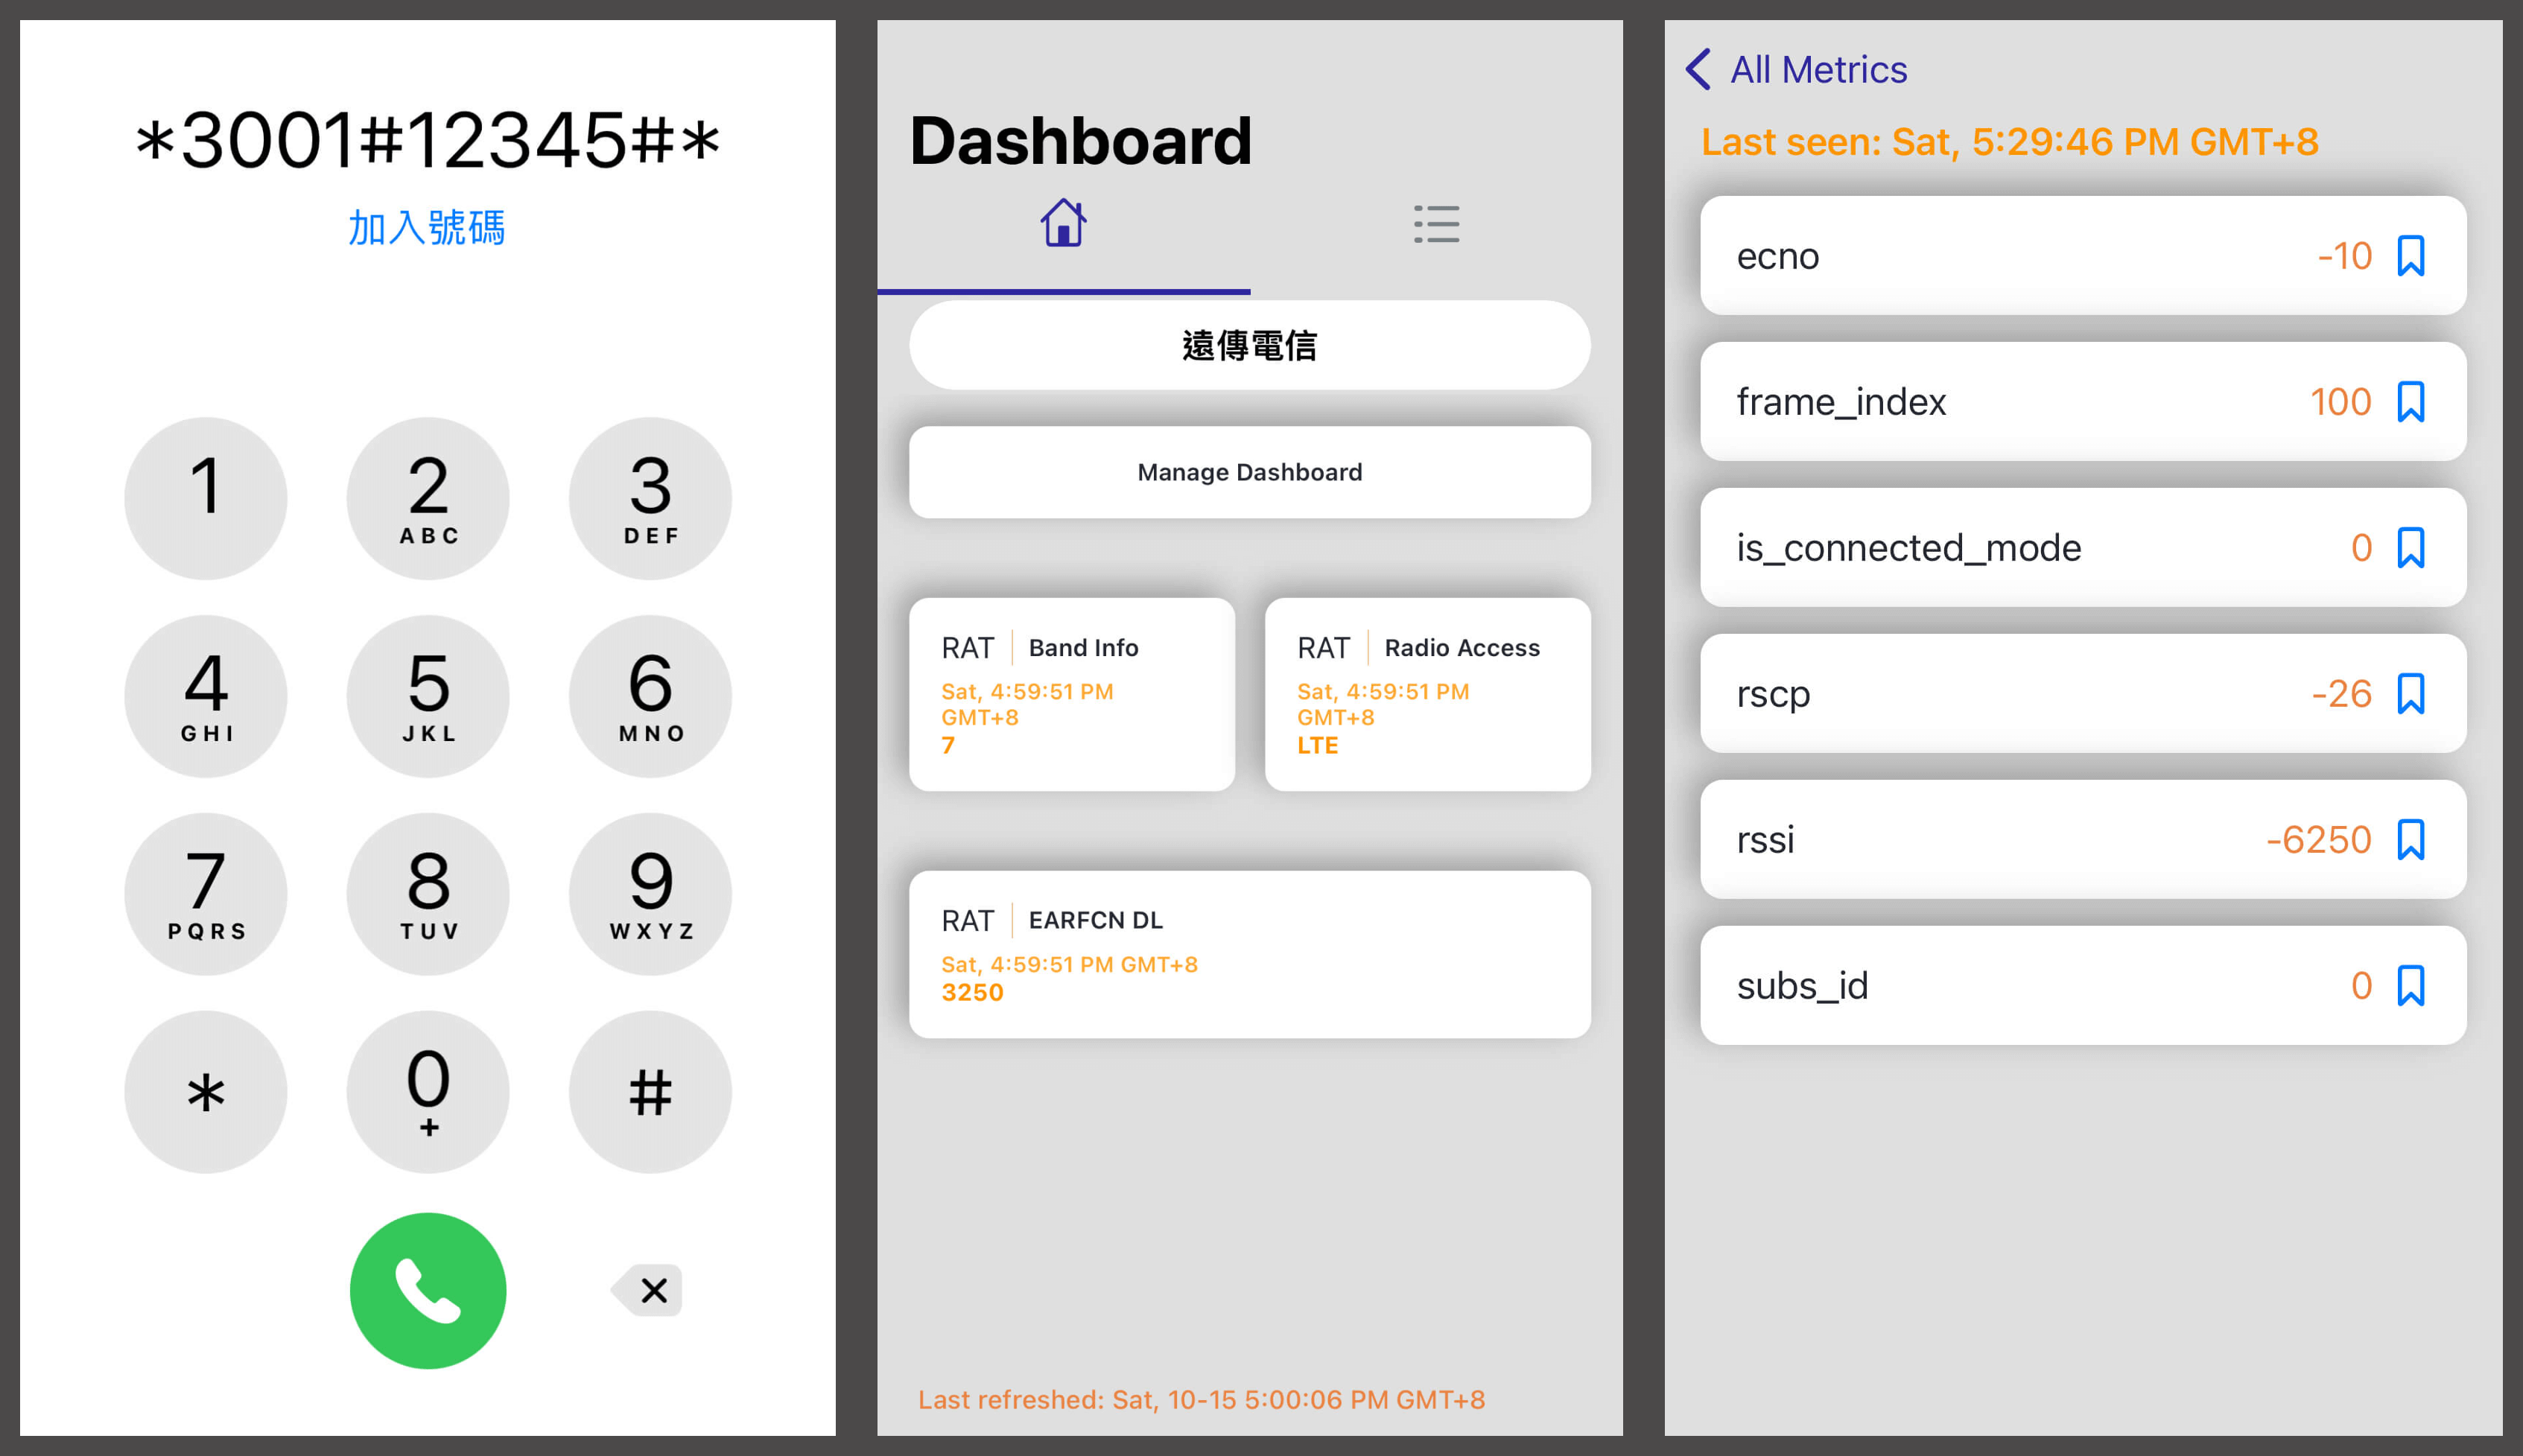 *3001#12345#*
加入號碼
1
2
ABC
3
DEF
4
GHI
5
JKL
6
MNO
7
PQRS
8
TUV
9
WXYZ
*
0
+
#
Dashboard
遠傳電信
Manage Dashboard
RAT | Band Info
Sat, 4:59:51 PM
GMT+8
7
RAT | Radio Access
Sat, 4:59:51 PM
GMT+8
LTE
RAT | EARFCN DL
Sat, 4:59:51 PM GMT+8
3250
Last refreshed: Sat, 10-15 5:00:06 PM GMT+8
All Metrics
Last seen: Sat, 5:29:46 PM GMT+8
ecno -10
frame_index 100
is_connected_mode 0
rscp -26
rssi -6250
subs_id 0